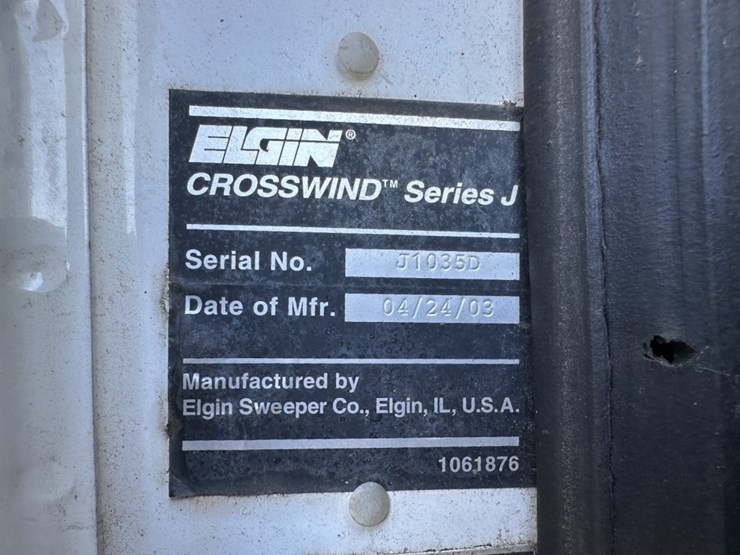 ELGIN®
CROSSWIND™ Series J
Serial No. J1035D
Date of Mfr. 04/24/03
Manufactured by
Elgin Sweeper Co., Elgin, IL, U.S.A.
1061876